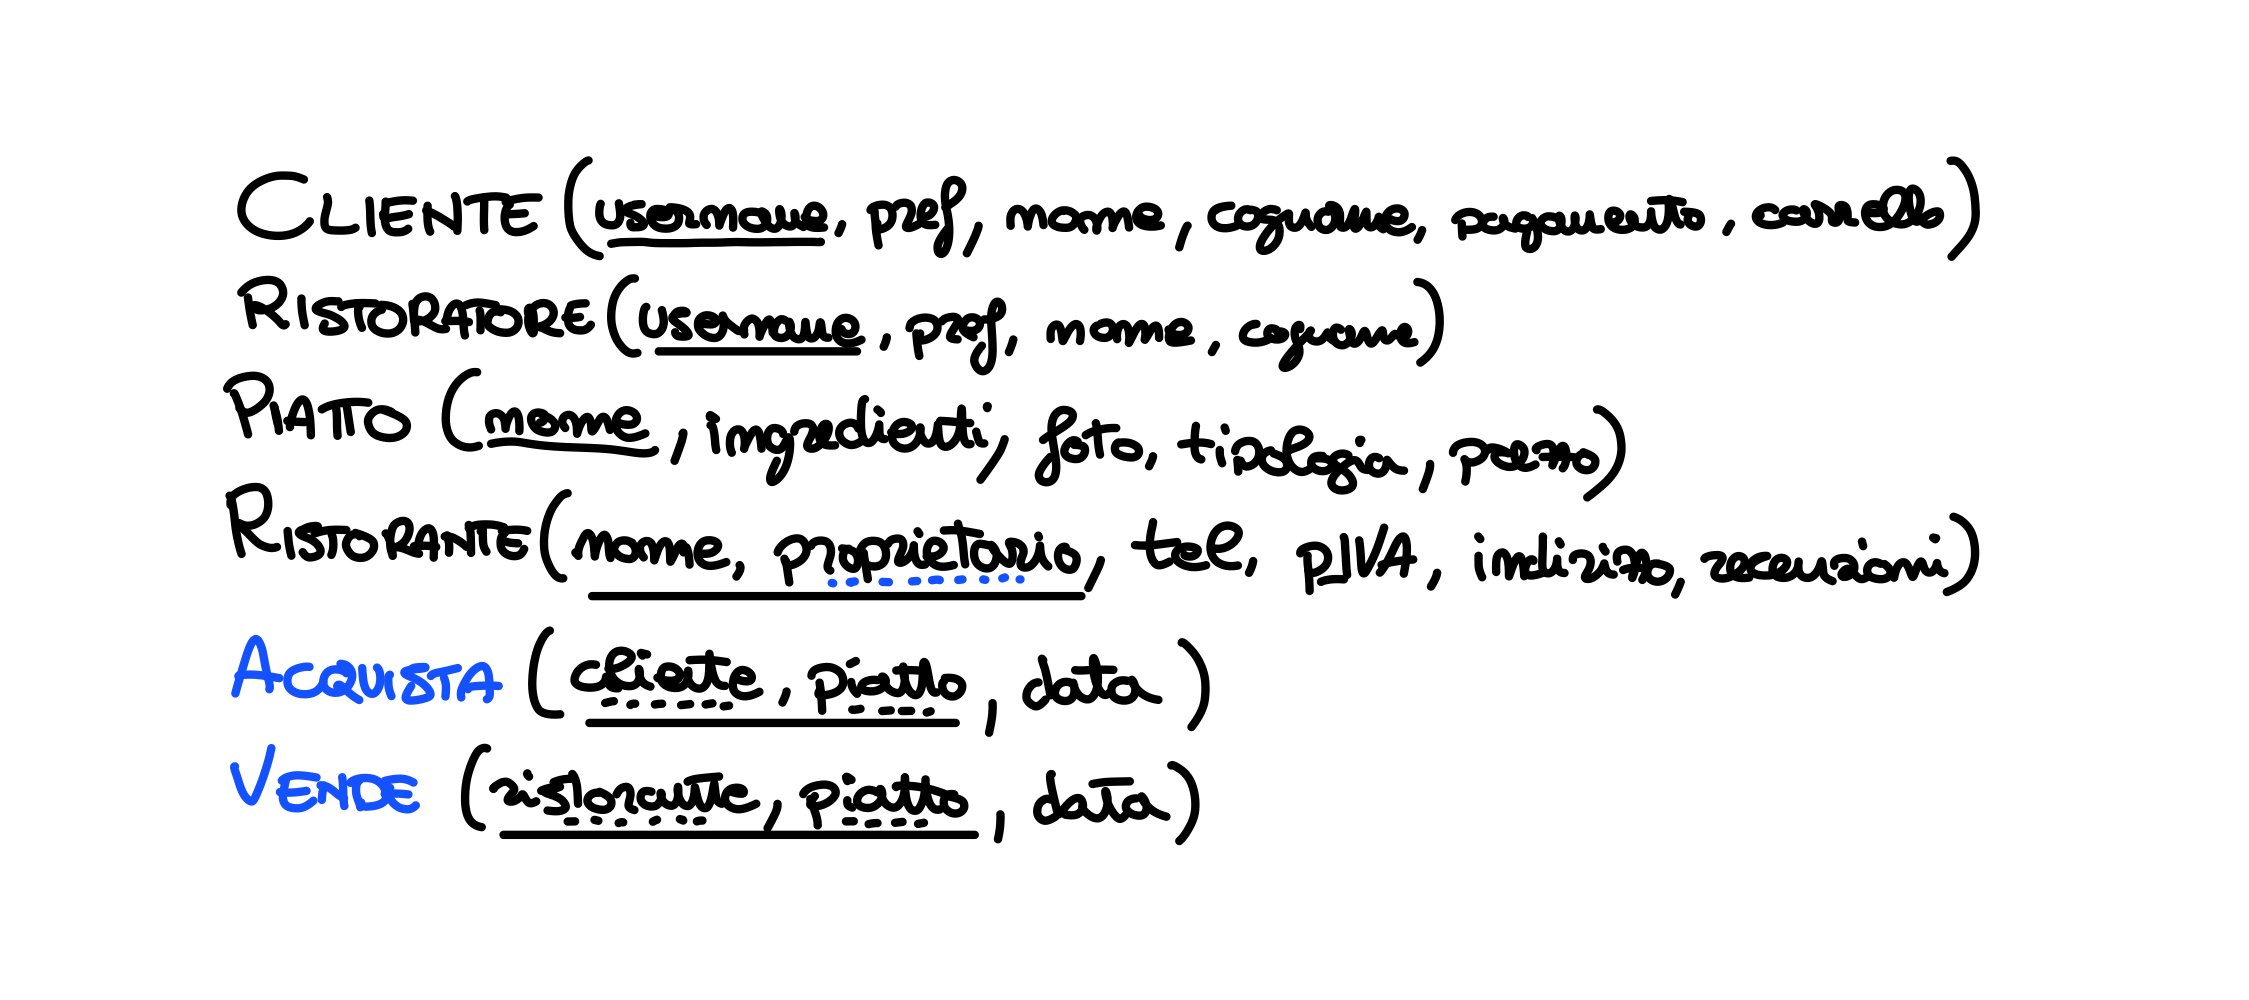 CLIENTE (username, pref, nome, cognome, pagamento, carrello)
RISTORATORE (username, pref, nome, cognome)
PIATTO (nome, ingredienti, foto, tipologia, prezzo)
RISTORANTE (nome, proprietario, tel, pIVA, indirizzo, recensioni)
ACQUISTA (cliente, piatto, data)
VENDE (ristorante, piatto, data)